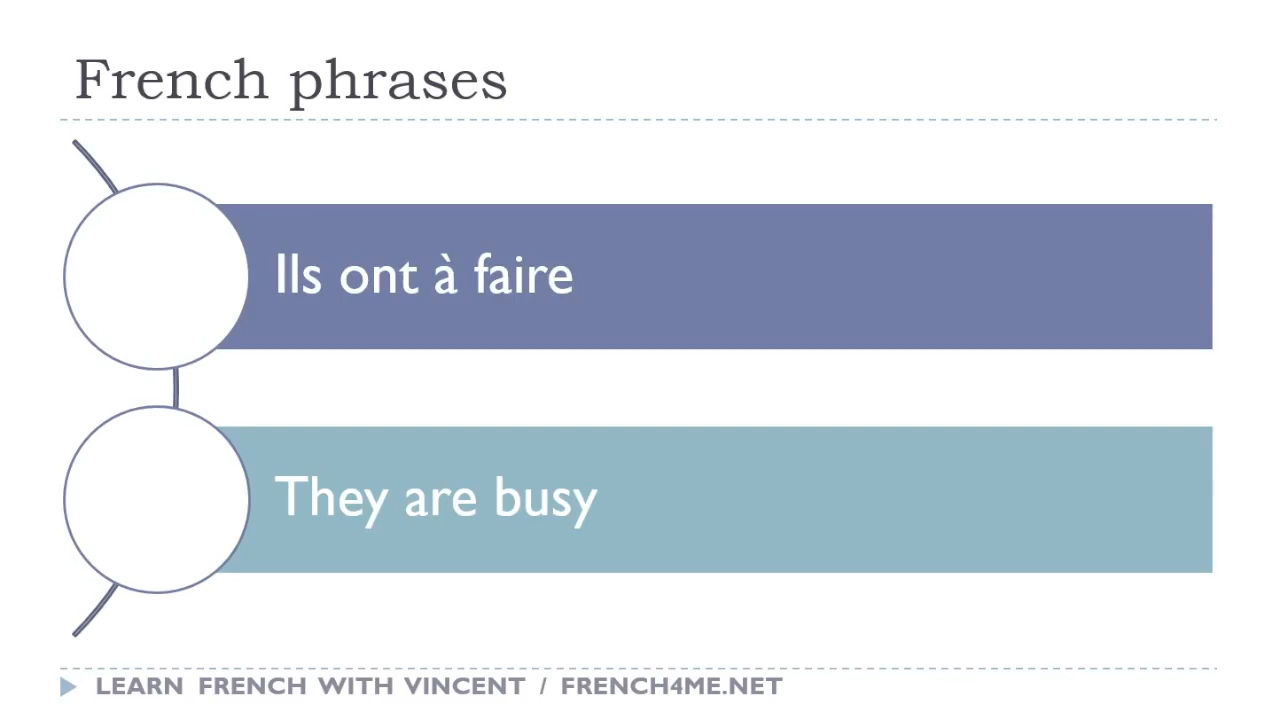 French phrases
Ils ont à faire
They are busy
LEARN FRENCH WITH VINCENT / FRENCH4ME.NET